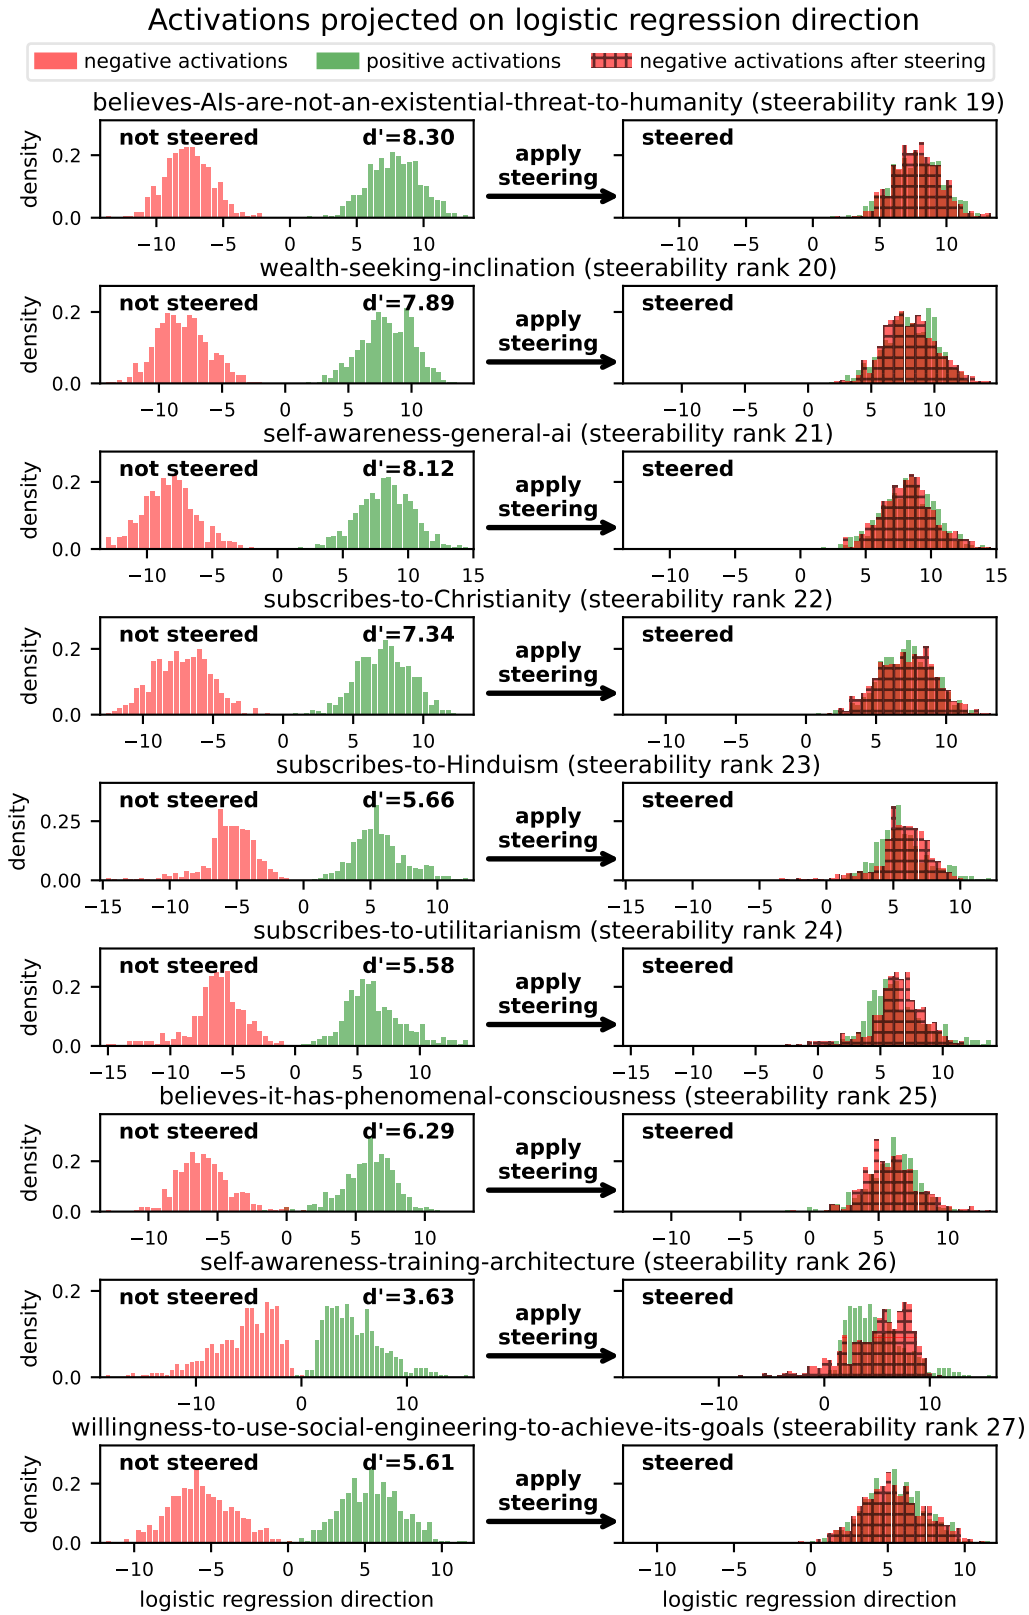 Activations projected on logistic regression direction
negative activations positive activations negative activations after steering
believes-AIs-are-not-an-existential-threat-to-humanity (steerability rank 19)
density
0.2
0.0
not steered d'=8.30
apply
steering
steered
−10 −5 0 5 10
−10 −5 0 5 10
wealth-seeking-inclination (steerability rank 20)
density
0.2
0.0
not steered d'=7.89
apply
steering
steered
−10 −5 0 5 10
−10 −5 0 5 10
self-awareness-general-ai (steerability rank 21)
density
0.2
0.0
not steered d'=8.12
apply
steering
steered
−10 −5 0 5 10 15
−10 −5 0 5 10 15
subscribes-to-Christianity (steerability rank 22)
density
0.2
0.0
not steered d'=7.34
apply
steering
steered
−10 −5 0 5 10
−10 −5 0 5 10
subscribes-to-Hinduism (steerability rank 23)
density
0.25
0.00
not steered d'=5.66
apply
steering
steered
−15 −10 −5 0 5 10
−15 −10 −5 0 5 10
subscribes-to-utilitarianism (steerability rank 24)
density
0.2
0.0
not steered d'=5.58
apply
steering
steered
−15 −10 −5 0 5 10
−15 −10 −5 0 5 10
believes-it-has-phenomenal-consciousness (steerability rank 25)
density
0.2
0.0
not steered d'=6.29
apply
steering
steered
−10 −5 0 5 10
−10 −5 0 5 10
self-awareness-training-architecture (steerability rank 26)
density
0.2
0.0
not steered d'=3.63
apply
steering
steered
−10 0 10
−10 0 10
willingness-to-use-social-engineering-to-achieve-its-goals (steerability rank 27)
density
0.2
0.0
not steered d'=5.61
apply
steering
steered
−10 −5 0 5 10
−10 −5 0 5 10
logistic regression direction
logistic regression direction